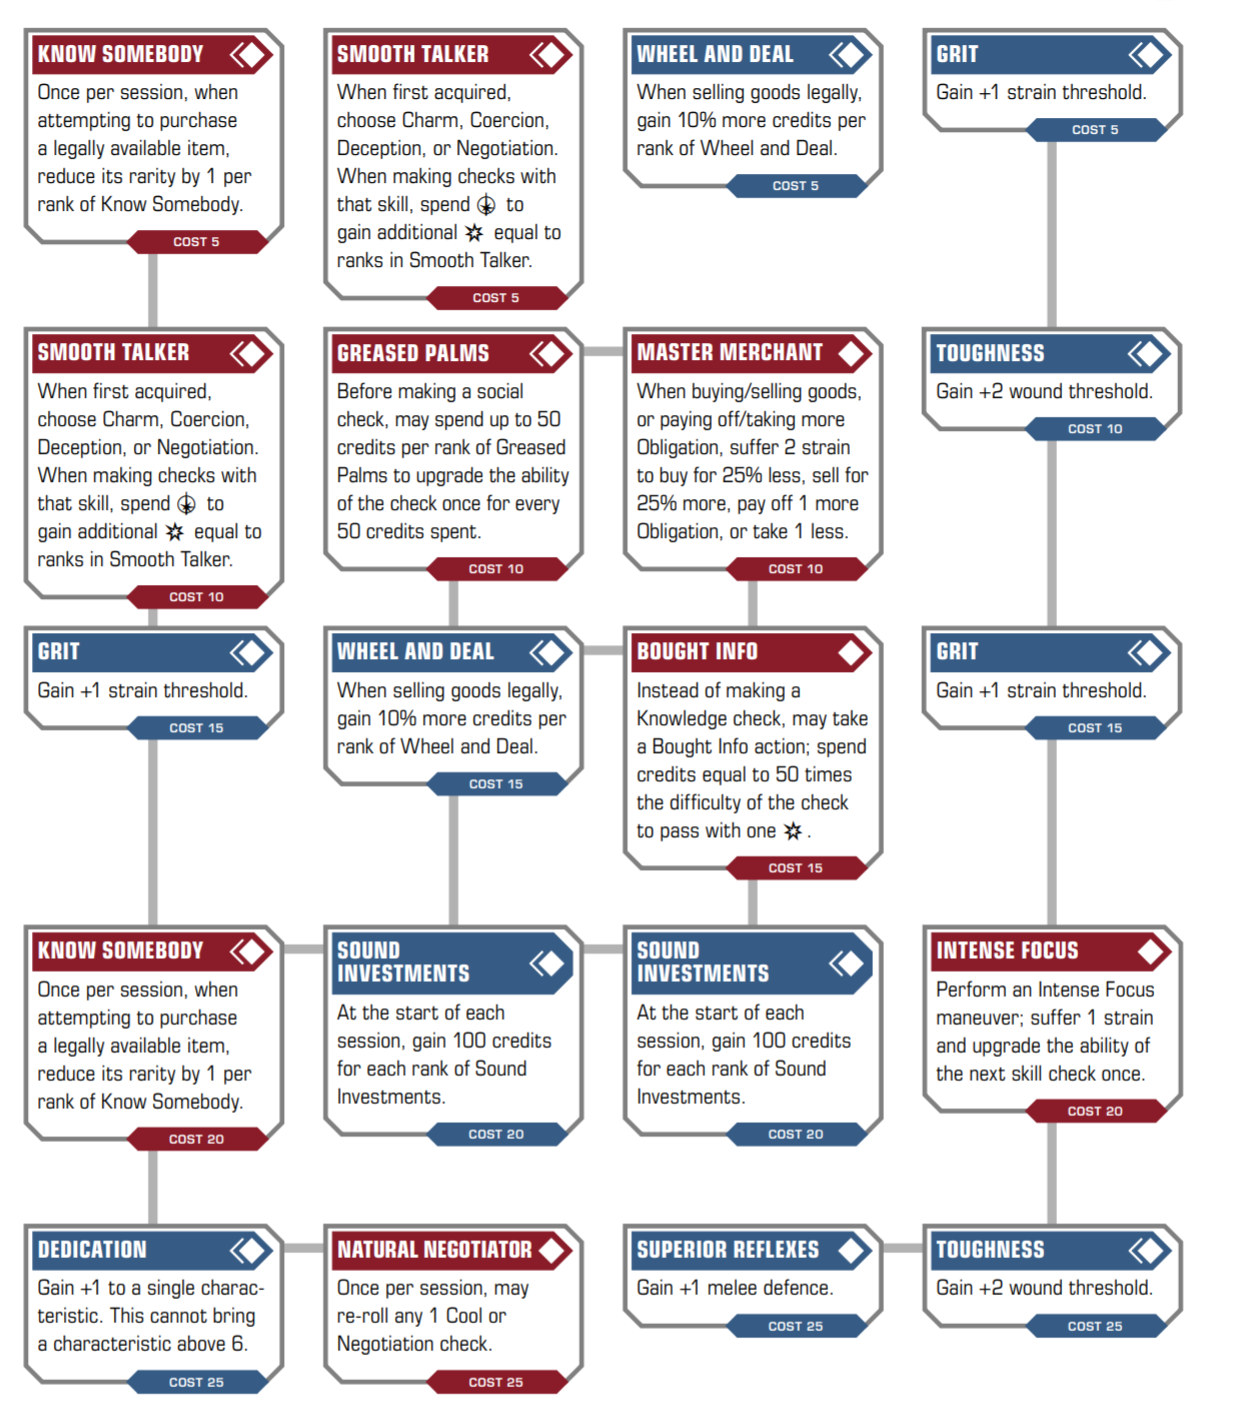 KNOW SOMEBODY
Once per session, when
attempting to purchase
a legally available item,
reduce its rarity by 1 per
rank of Know Somebody.
COST 5
SMOOTH TALKER
When first acquired,
choose Charm, Coercion,
Deception, or Negotiation.
When making checks with
that skill, spend to
gain additional equal to
ranks in Smooth Talker.
COST 5
WHEEL AND DEAL
When selling goods legally,
gain 10% more credits per
rank of Wheel and Deal.
COST 5
GRIT
Gain +1 strain threshold.
COST 5
SMOOTH TALKER
When first acquired,
choose Charm, Coercion,
Deception, or Negotiation.
When making checks with
that skill, spend to
gain additional equal to
ranks in Smooth Talker.
COST 10
GREASED PALMS
Before making a social
check, may spend up to 50
credits per rank of Greased
Palms to upgrade the ability
of the check once for every
50 credits spent.
COST 10
MASTER MERCHANT
When buying/selling goods,
or paying off/taking more
Obligation, suffer 2 strain
to buy for 25% less, sell for
25% more, pay off 1 more
Obligation, or take 1 less.
COST 10
TOUGHNESS
Gain +2 wound threshold.
COST 10
GRIT
Gain +1 strain threshold.
COST 15
WHEEL AND DEAL
When selling goods legally,
gain 10% more credits per
rank of Wheel and Deal.
COST 15
BOUGHT INFO
Instead of making a
Knowledge check, may take
a Bought Info action; spend
credits equal to 50 times
the difficulty of the check
to pass with one .
COST 15
GRIT
Gain +1 strain threshold.
COST 15
KNOW SOMEBODY
Once per session, when
attempting to purchase
a legally available item,
reduce its rarity by 1 per
rank of Know Somebody.
COST 20
SOUND
INVESTMENTS
At the start of each
session, gain 100 credits
for each rank of Sound
Investments.
COST 20
SOUND
INVESTMENTS
At the start of each
session, gain 100 credits
for each rank of Sound
Investments.
COST 20
INTENSE FOCUS
Perform an Intense Focus
maneuver; suffer 1 strain
and upgrade the ability of
the next skill check once.
COST 20
DEDICATION
Gain +1 to a single charac-
teristic. This cannot bring
a characteristic above 6.
COST 25
NATURAL NEGOTIATOR
Once per session, may
re-roll any 1 Cool or
Negotiation check.
COST 25
SUPERIOR REFLEXES
Gain +1 melee defence.
COST 25
TOUGHNESS
Gain +2 wound threshold.
COST 25